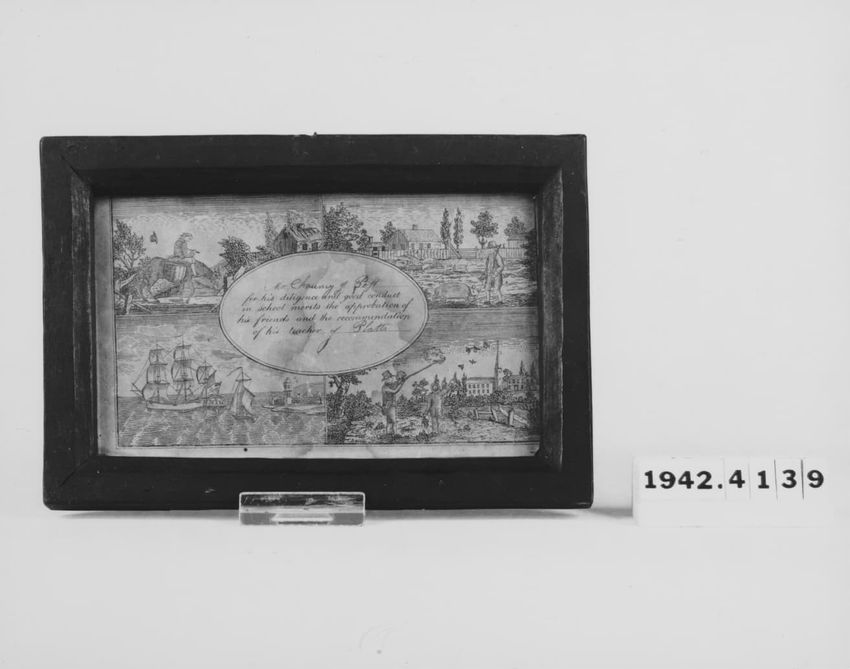 for his diligence and good conduct
in school merits the approbation of
his friends and the recommendation
of his teacher, J Platts
1942.4139